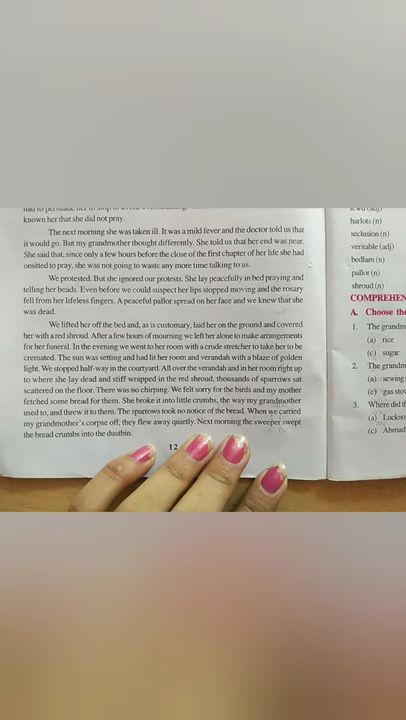 known her that she did not pray.
The next morning she was taken ill. It was a mild fever and the doctor told us that
it would go. But my grandmother thought differently. She told us that her end was near.
She said that, since only a few hours before the close of the first chapter of her life she had
omitted to pray, she was not going to waste any more time talking to us.
We protested. But she ignored our protests. She lay peacefully in bed praying and
telling her beads. Even before we could suspect her lips stopped moving and the rosary
fell from her lifeless fingers. A peaceful pallor spread on her face and we knew that she
was dead.
We lifted her off the bed and, as is customary, laid her on the ground and covered
her with a red shroud. After a few hours of mourning we left her alone to make arrangements
for her funeral. In the evening we went to her room with a crude stretcher to take her to be
cremated. The sun was setting and had lit her room and verandah with a blaze of golden
light. We stopped half-way in the courtyard. All over the verandah and in her room right up
to where she lay dead and stiff wrapped in the red shroud, thousands of sparrows sat
scattered on the floor. There was no chirping. We felt sorry for the birds and my mother
fetched some bread for them. She broke it into little crumbs, the way my grandmother
used to, and threw it to them. The sparrows took no notice of the bread. When we carried
my grandmother's corpse off, they flew away quietly. Next morning the sweeper swept
the bread crumbs into the dustbin.
12
harlots (n)
seclusion (n)
veritable (adj)
bedlam (n)
pallor (n)
shroud (n)
COMPREHEN
A. Choose the
1. The grandm
(a) rice
(c) sugar
2. The grandm
(a) sewing
(c) gas stov
3. Where did th
(a) Luckno
(c) Abroad